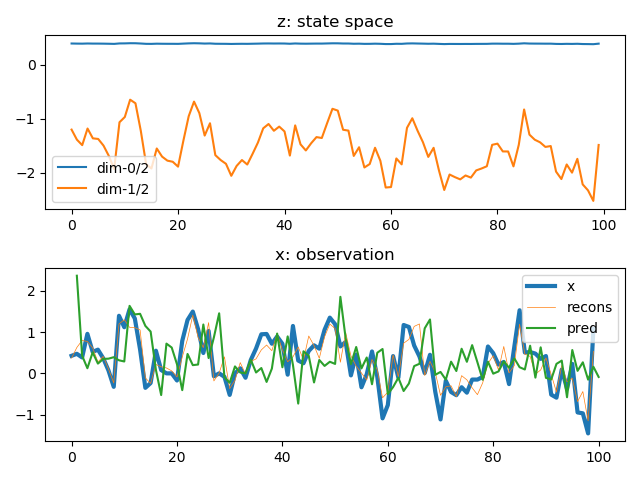 z: state space
0
−1
−2
dim-0/2
dim-1/2
0 20 40 60 80 100
x: observation
2
1
0
−1
x
recons
pred
0 20 40 60 80 100